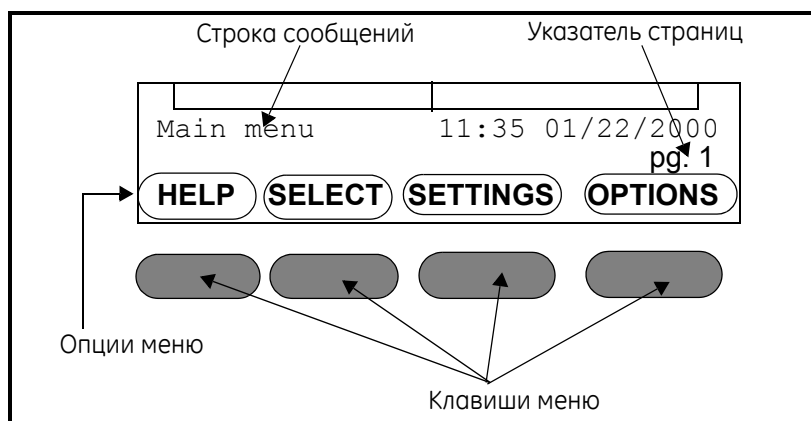 Строка сообщений Указатель страниц
Main menu 11:35 01/22/2000
pg. 1
HELP SELECT SETTINGS OPTIONS
Опции меню
Клавиши меню